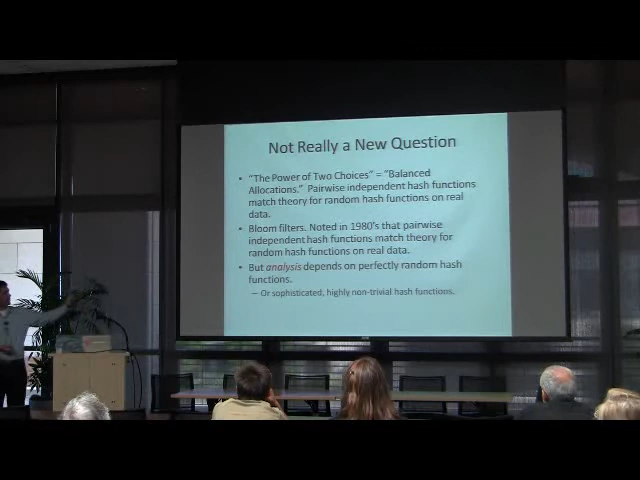 Not Really a New Question
• "The Power of Two Choices" = "Balanced
Allocations." Pairwise independent hash functions
match theory for random hash functions on real
data.
• Bloom filters. Noted in 1980's that pairwise
independent hash functions match theory for
random hash functions on real data.
• But analysis depends on perfectly random hash
functions.
– Or sophisticated, highly non-trivial hash functions.